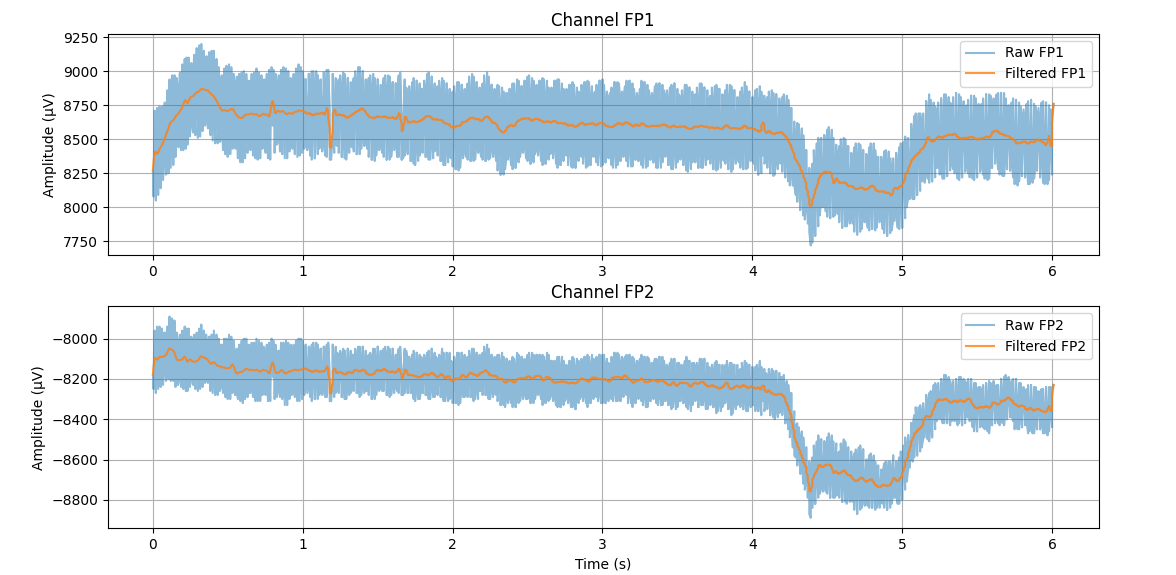 Channel FP1
Amplitude (µV)
9250
9000
8750
8500
8250
8000
7750
Raw FP1
Filtered FP1
0 1 2 3 4 5 6
Channel FP2
Amplitude (µV)
−8000
−8200
−8400
−8600
−8800
Raw FP2
Filtered FP2
0 1 2 3 4 5 6
Time (s)